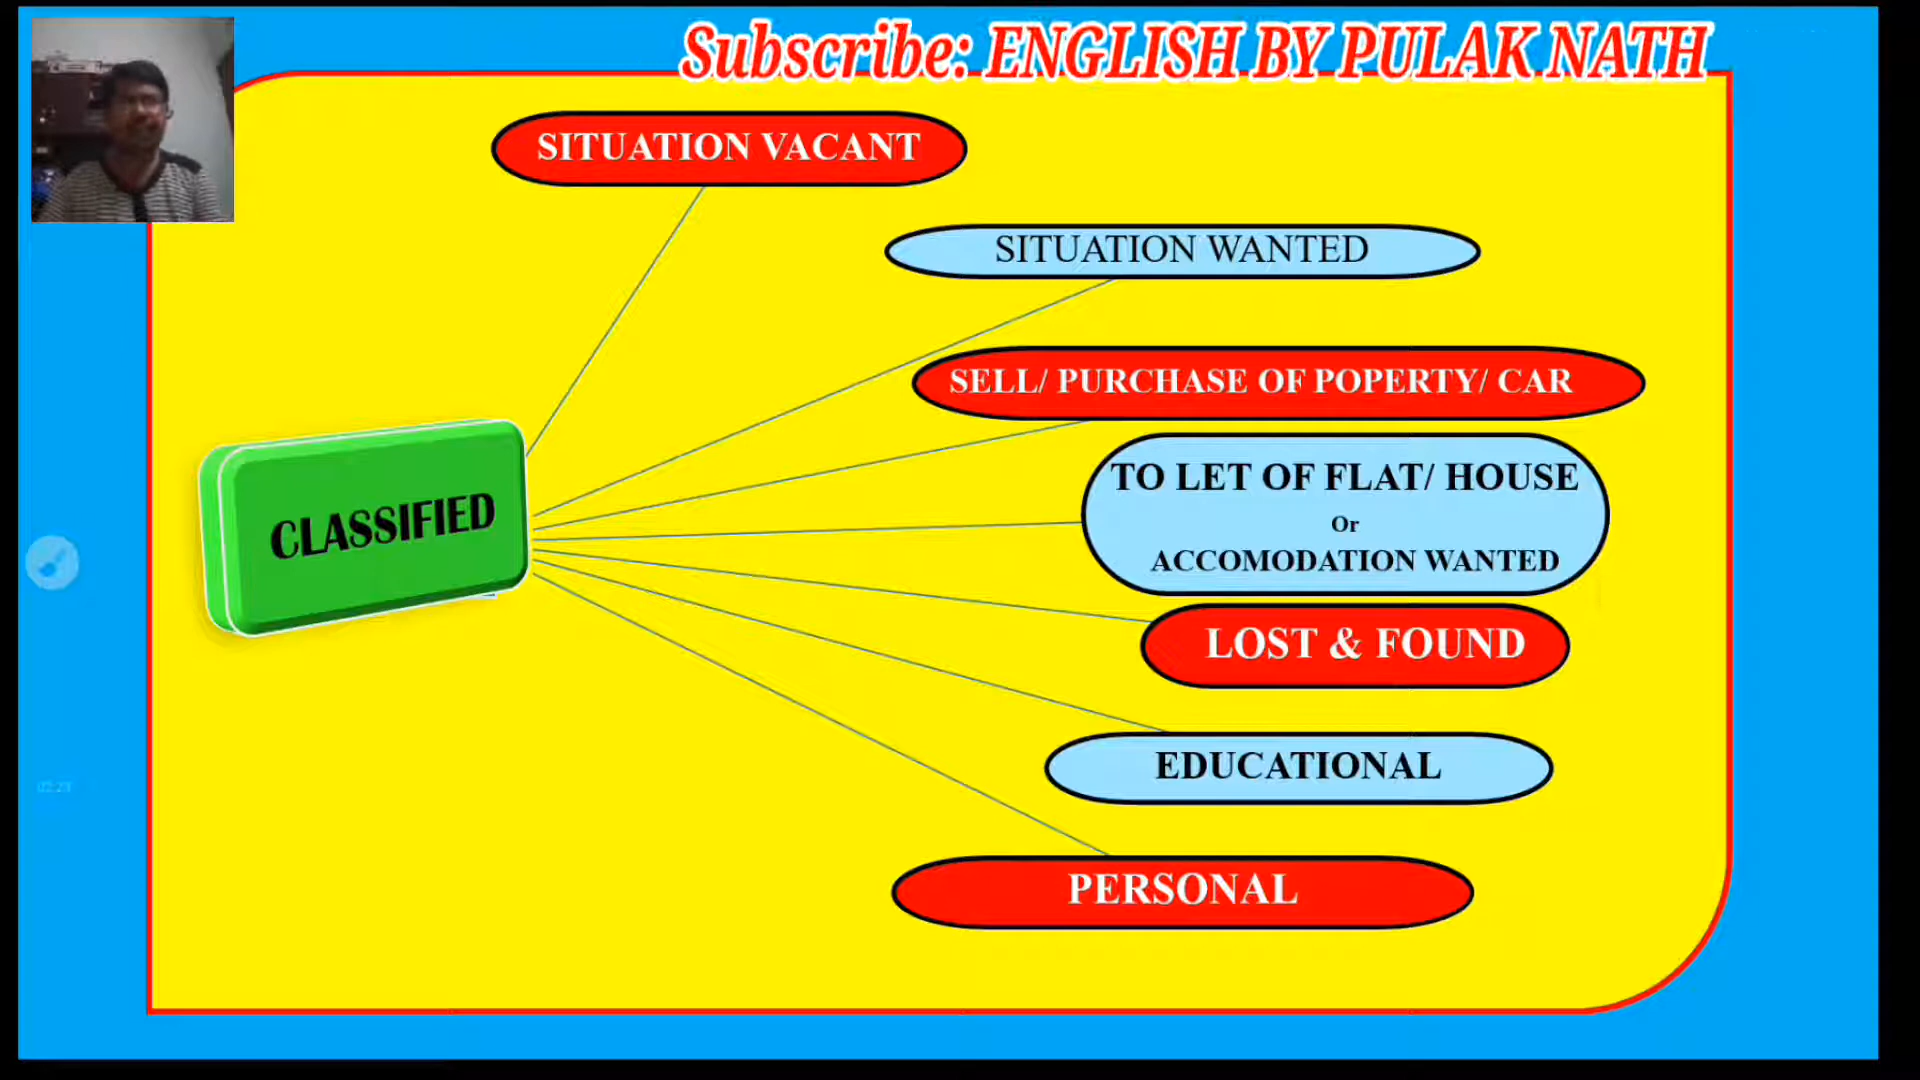 Subscribe: ENGLISH BY PULAK NATH
SITUATION VACANT
SITUATION WANTED
SELL/ PURCHASE OF POPERTY/ CAR
TO LET OF FLAT/ HOUSE
Or
ACCOMODATION WANTED
CLASSIFIED
LOST & FOUND
EDUCATIONAL
PERSONAL